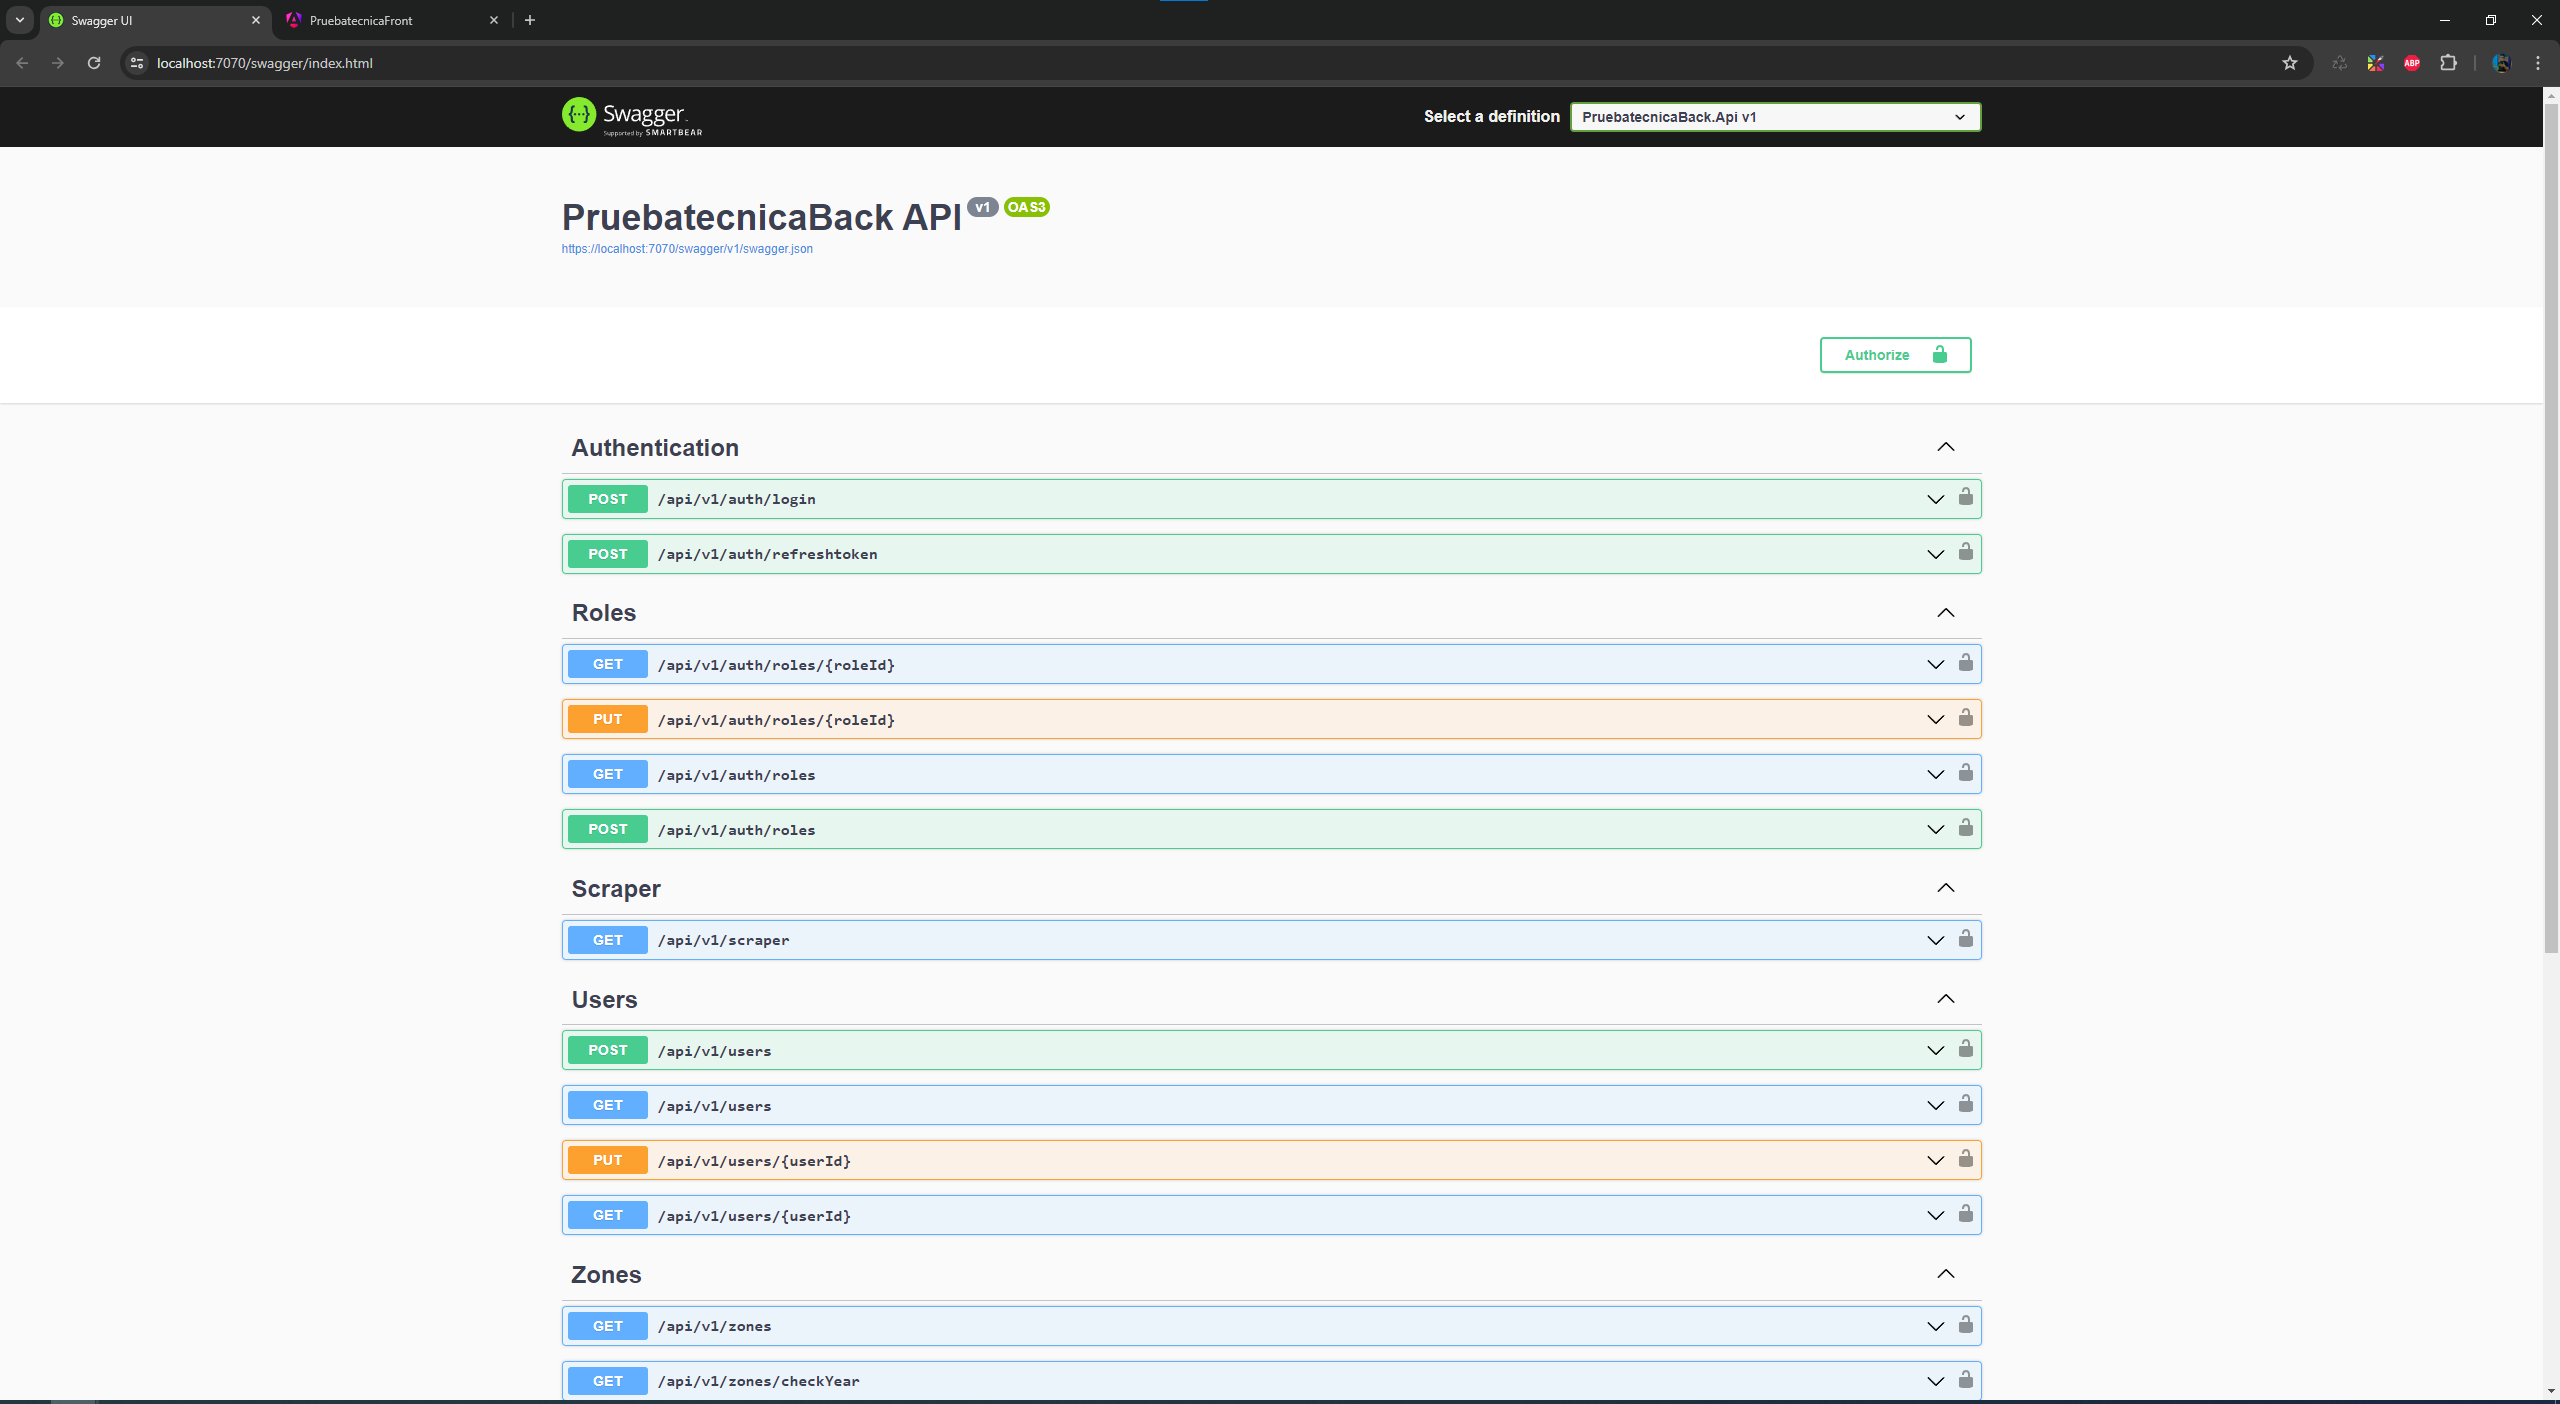 Swagger UI
PruebatecnicaFront
localhost:7070/swagger/index.html
ABP
Swagger
Supported by SMARTBEAR
Select a definition
PruebatecnicaBack.Api v1
PruebatecnicaBack API v1 OAS3
https://localhost:7070/swagger/v1/swagger.json
Authorize
Authentication
POST /api/v1/auth/login
POST /api/v1/auth/refreshtoken
Roles
GET /api/v1/auth/roles/{roleId}
PUT /api/v1/auth/roles/{roleId}
GET /api/v1/auth/roles
POST /api/v1/auth/roles
Scraper
GET /api/v1/scraper
Users
POST /api/v1/users
GET /api/v1/users
PUT /api/v1/users/{userId}
GET /api/v1/users/{userId}
Zones
GET /api/v1/zones
GET /api/v1/zones/checkYear